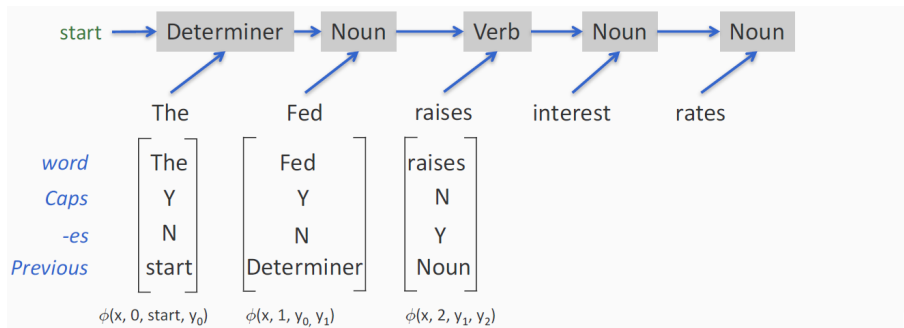 start Determiner Noun Verb Noun Noun
The Fed raises interest rates
word The Fed raises
Caps Y Y N
-es N N Y
Previous start Determiner Noun
ϕ(x, 0, start, y₀) ϕ(x, 1, y₀, y₁) ϕ(x, 2, y₁, y₂)